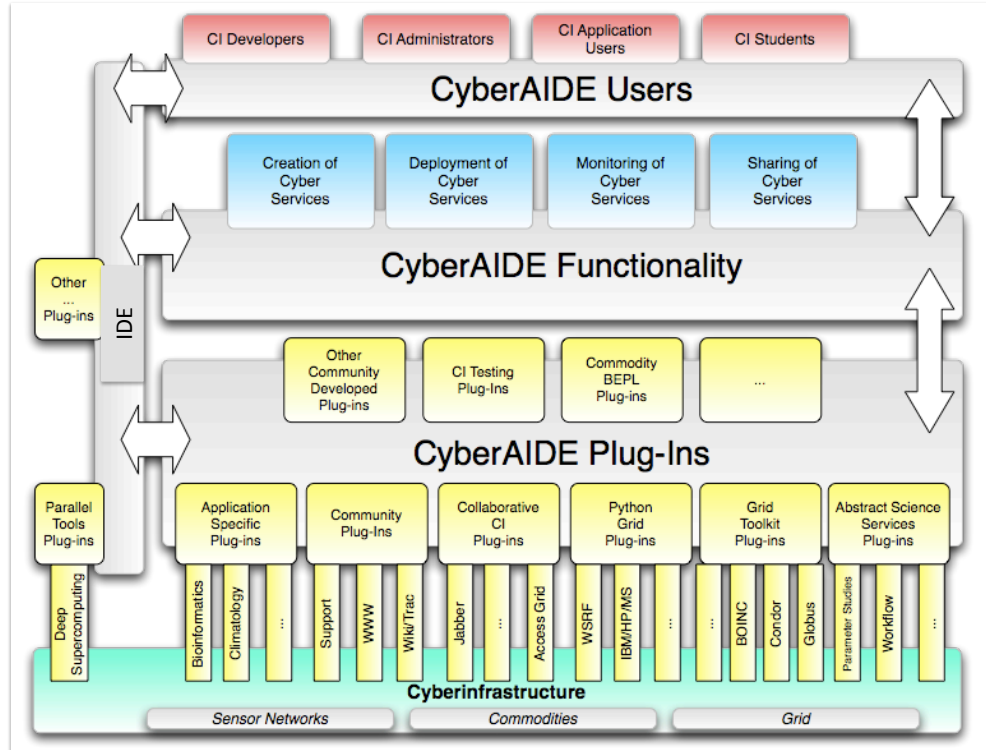 CI Developers
CI Administrators
CI Application
Users
CI Students
CyberAIDE Users
Creation of
Cyber
Services
Deployment of
Cyber
Services
Monitoring of
Cyber
Services
Sharing of
Cyber
Services
CyberAIDE Functionality
Other
...
Plug-ins
IDE
Other
Community
Developed
Plug-ins
CI Testing
Plug-Ins
Commodity
BEPL
Plug-ins
...
CyberAIDE Plug-Ins
Parallel
Tools
Plug-ins
Application
Specific
Plug-ins
Community
Plug-Ins
Collaborative
CI
Plug-ins
Python
Grid
Plug-ins
Grid
Toolkit
Plug-ins
Abstract Science
Services
Plug-ins
Deep
Supercomputing
Bioinformatics
Climatology
...
Support
WWW
Wiki/Trac
Jabber
...
Access Grid
WSRF
IBM/HP/MS
...
...
BOINC
Condor
Globus
Parameter Studies
Workflow
...
Cyberinfrastructure
Sensor Networks
Commodities
Grid